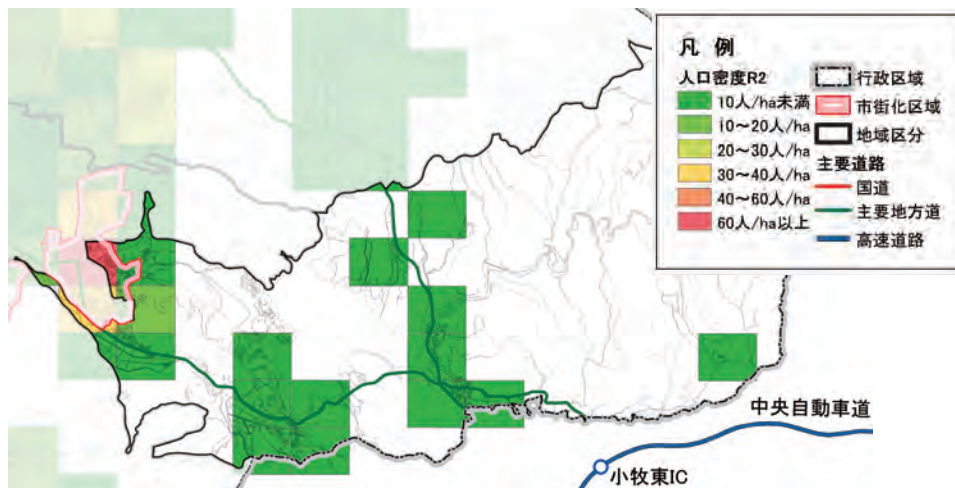 凡 例
人口密度R2
10人/ha未満
10～20人/ha
20～30人/ha
30～40人/ha
40～60人/ha
60人/ha以上
行政区域
市街化区域
地域区分
主要道路
国道
主要地方道
高速道路
中央自動車道
小牧東IC